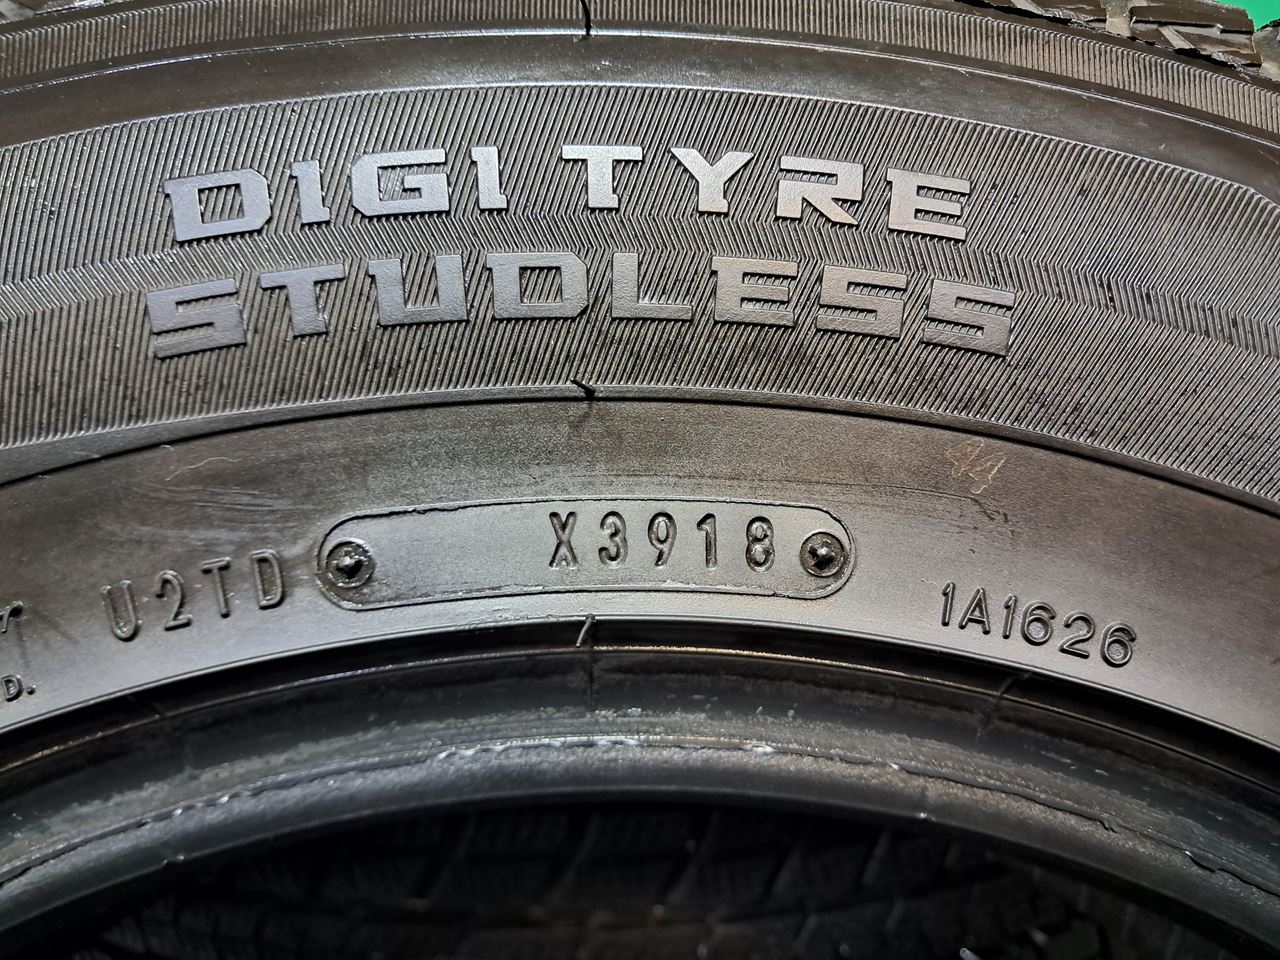 DIGI TYRE
STUDLESS
U2TD X3918 1A1626
D.